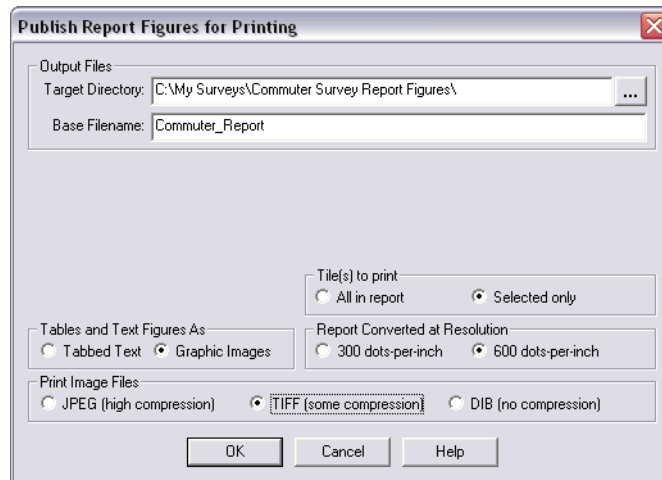 Publish Report Figures for Printing
Output Files
Target Directory: C:\My Surveys\Commuter Survey Report Figures\ ...
Base Filename: Commuter_Report
Tile(s) to print
All in report Selected only
Tables and Text Figures As
Tabbed Text Graphic Images
Report Converted at Resolution
300 dots-per-inch 600 dots-per-inch
Print Image Files
JPEG (high compression) TIFF (some compression) DIB (no compression)
OK Cancel Help